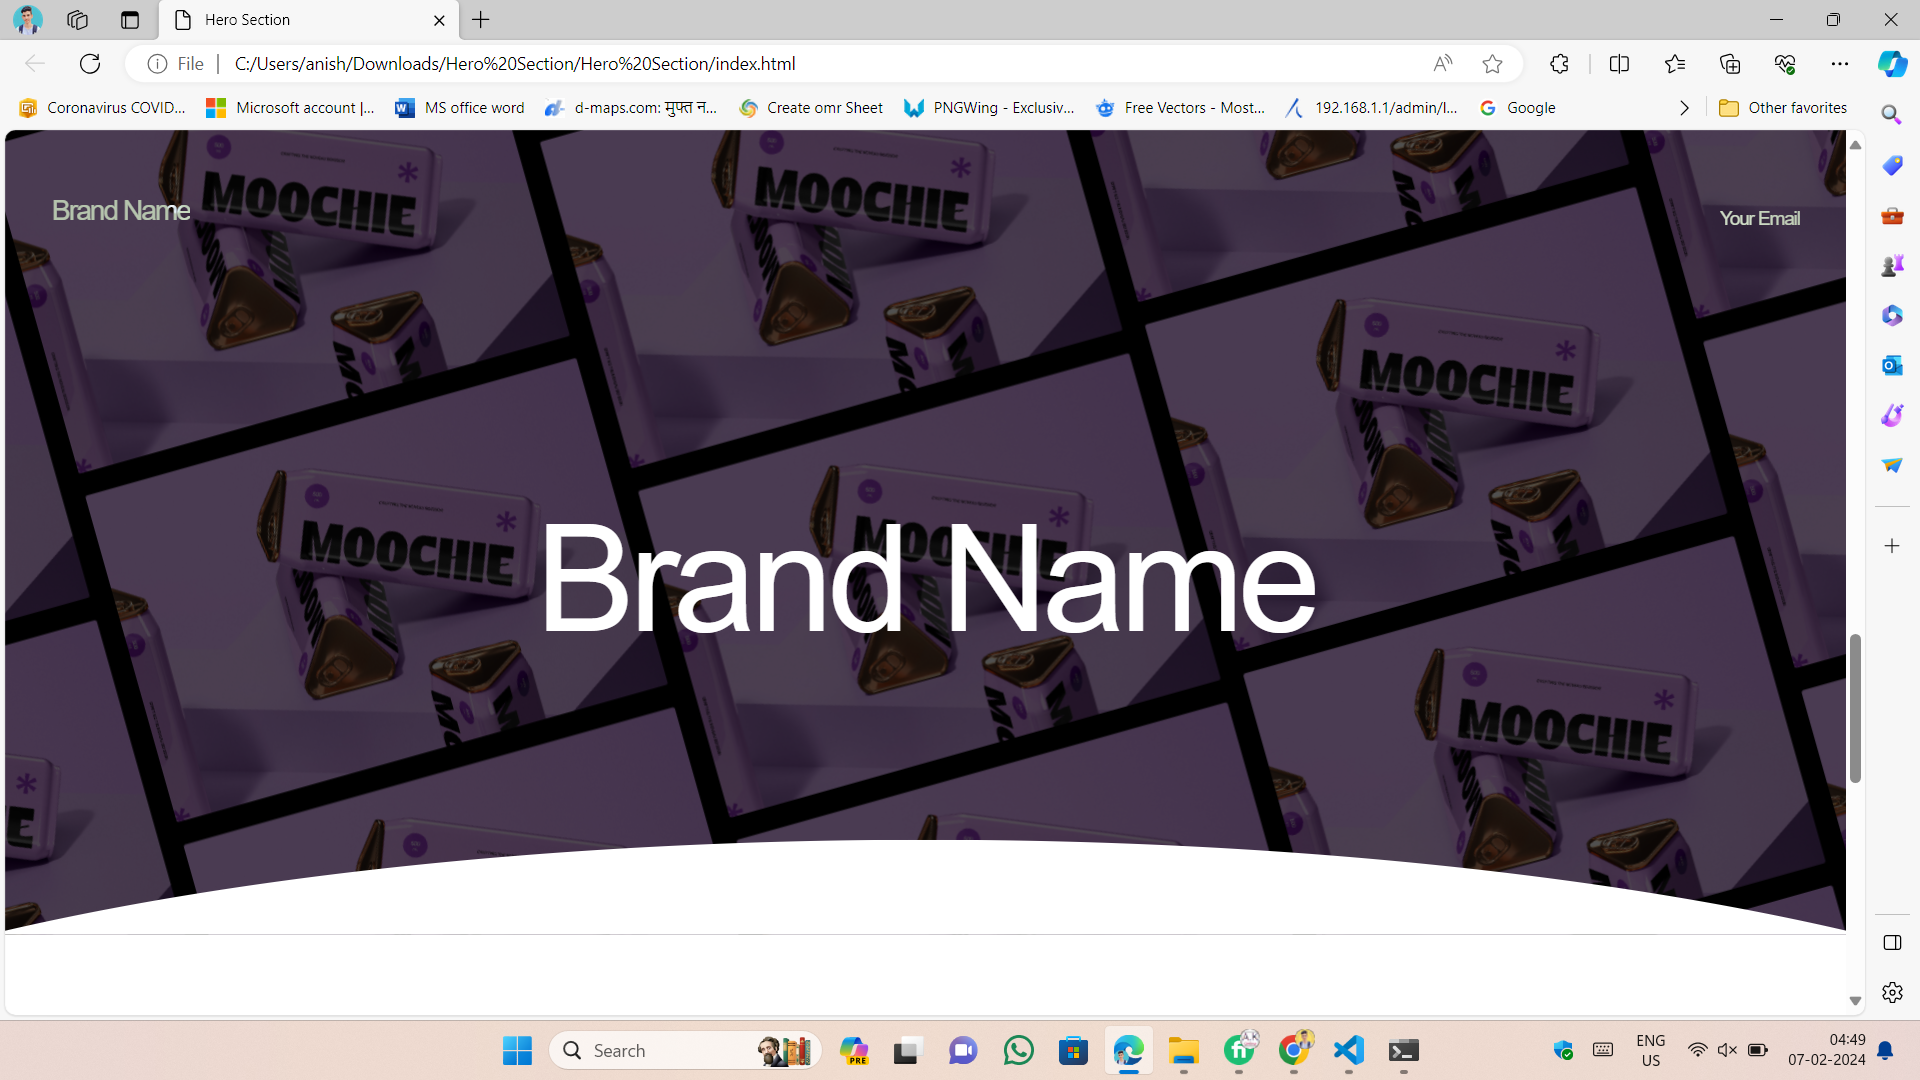 Hero Section
File
C:/Users/anish/Downloads/Hero%20Section/Hero%20Section/index.html
Coronavirus COVID...
Microsoft account |...
MS office word
d-maps.com: मुफ्त न...
Create omr Sheet
PNGWing - Exclusiv...
Free Vectors - Most...
192.168.1.1/admin/l...
Google
Other favorites
MOOCHIE
MOOCHIE
Brand Name
Your Email
MOOCHIE
MOOCHIE
MOOCHIE
Brand Name
MOOCHIE
Search
PRE
ENG
US
04:49
07-02-2024